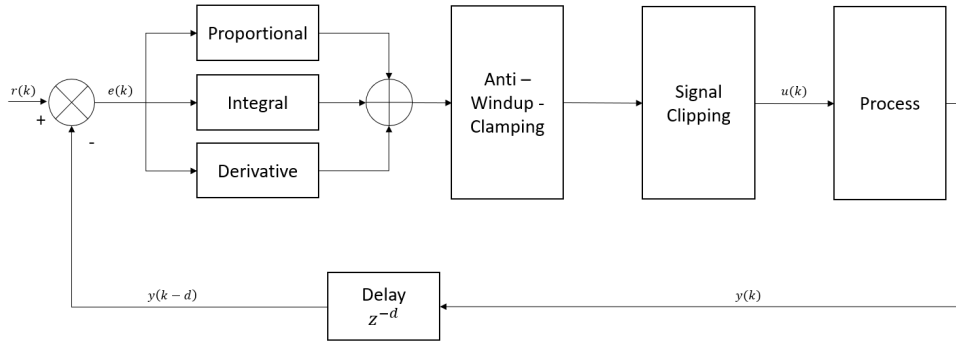 r(k)
+
-
e(k)
Proportional
Integral
Derivative
Anti –
Windup -
Clamping
Signal
Clipping
u(k)
Process
y(k − d)
Delay
z^{−d}
y(k)